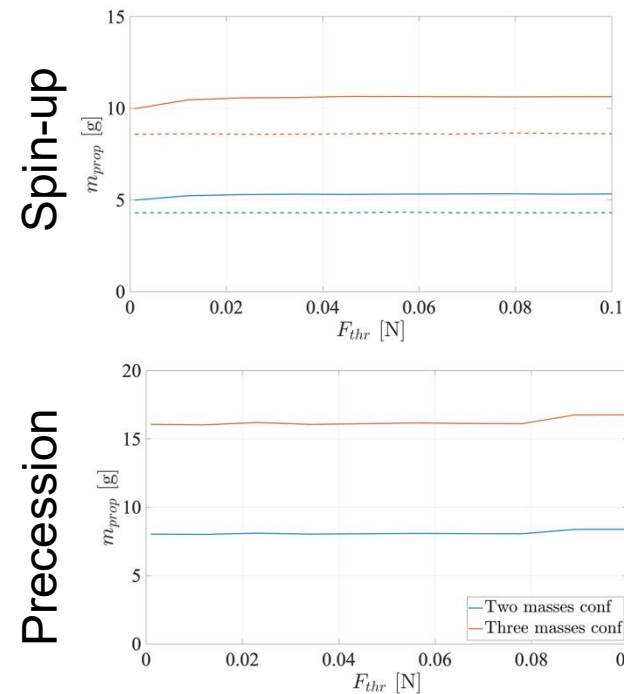 Spin-up
15
10
5
0
m_prop [g]
0 0.02 0.04 0.06 0.08 0.1
F_thr [N]
Precession
20
15
10
5
0
m_prop [g]
Two masses conf
Three masses conf
0 0.02 0.04 0.06 0.08 0
F_thr [N]